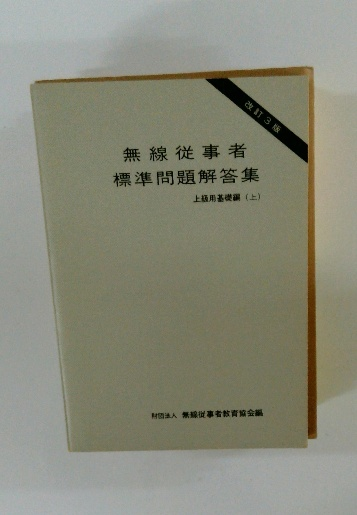 改訂3版
無線従事者
標準問題解答集
上級用基礎編(上)
財団法人 無線従事者教育協会編